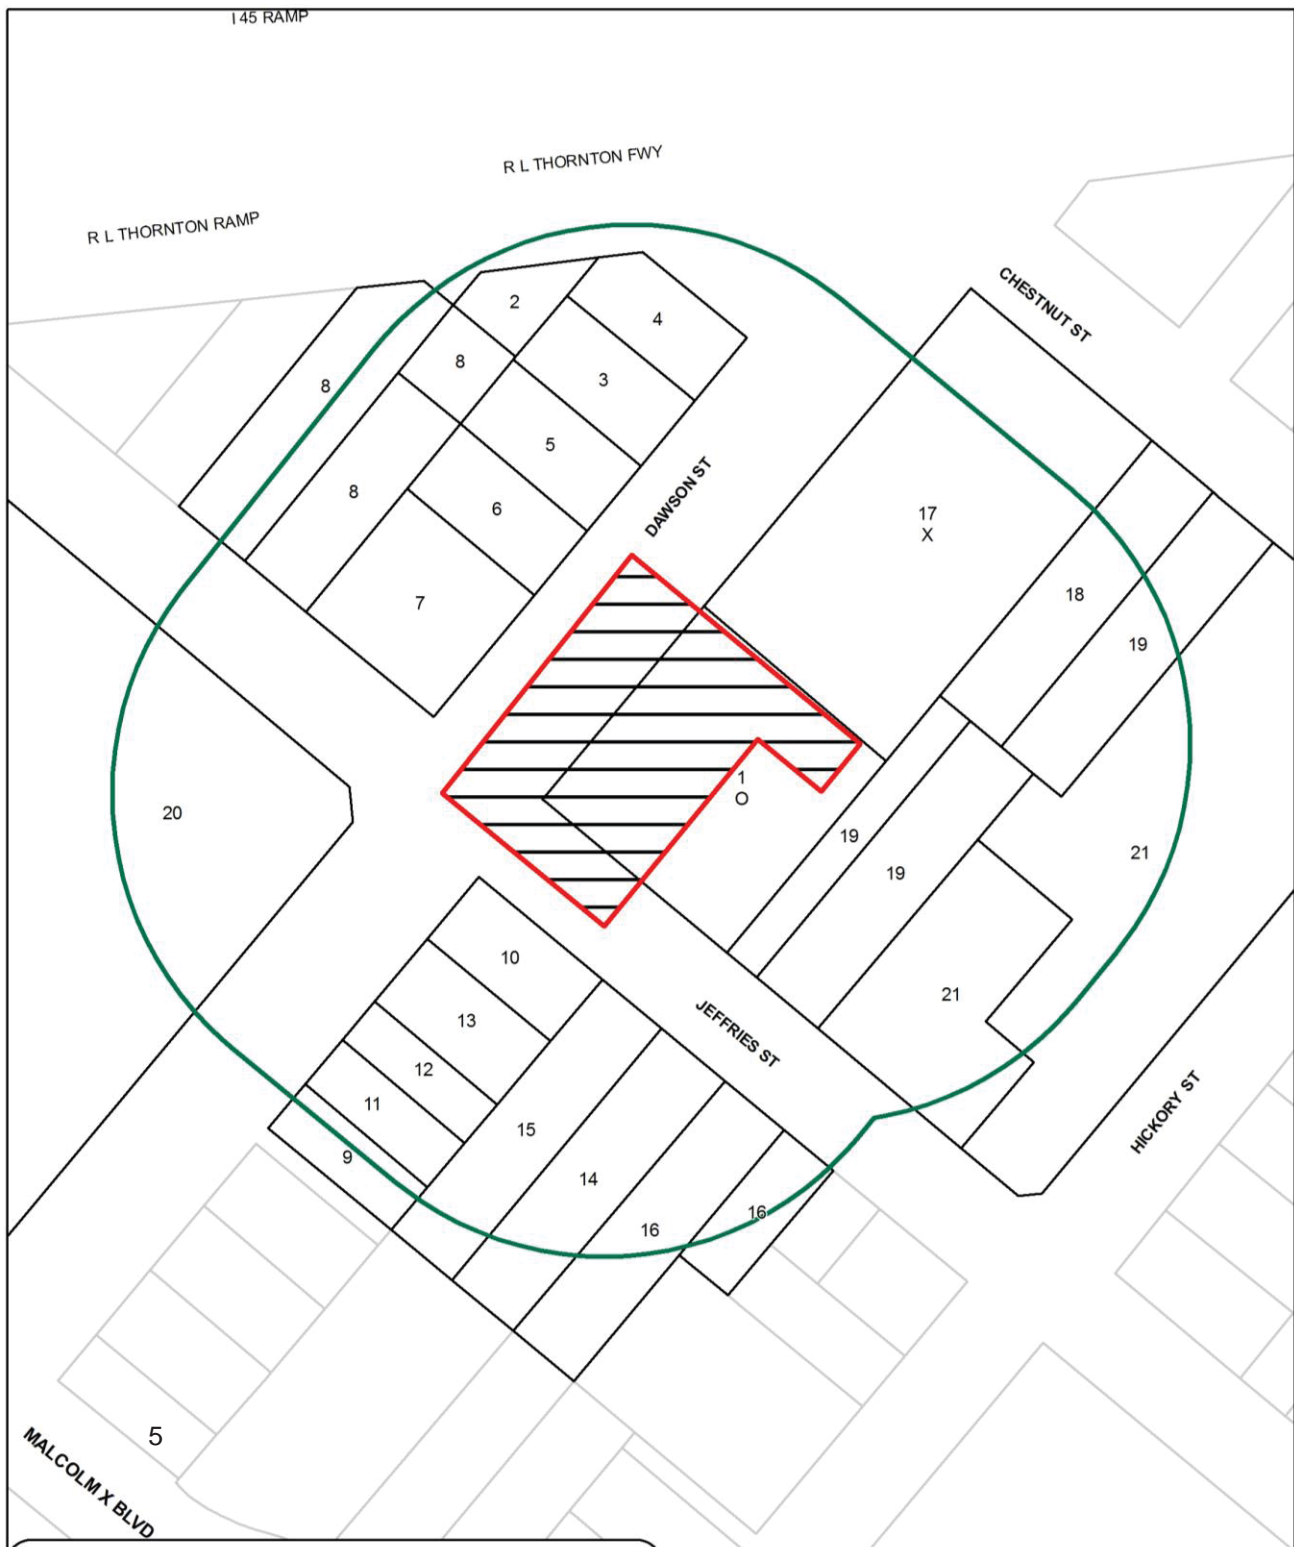 I 45 RAMP
R L THORNTON FWY
R L THORNTON RAMP
CHESTNUT ST
2
4
8
8
3
5
8
6
DAWSON ST
17
X
7
18
19
1
O
20
19
19
21
10
21
13
JEFFRIES ST
12
11
15
HICKORY ST
9
14
16
16
5
MALCOLM X BLVD